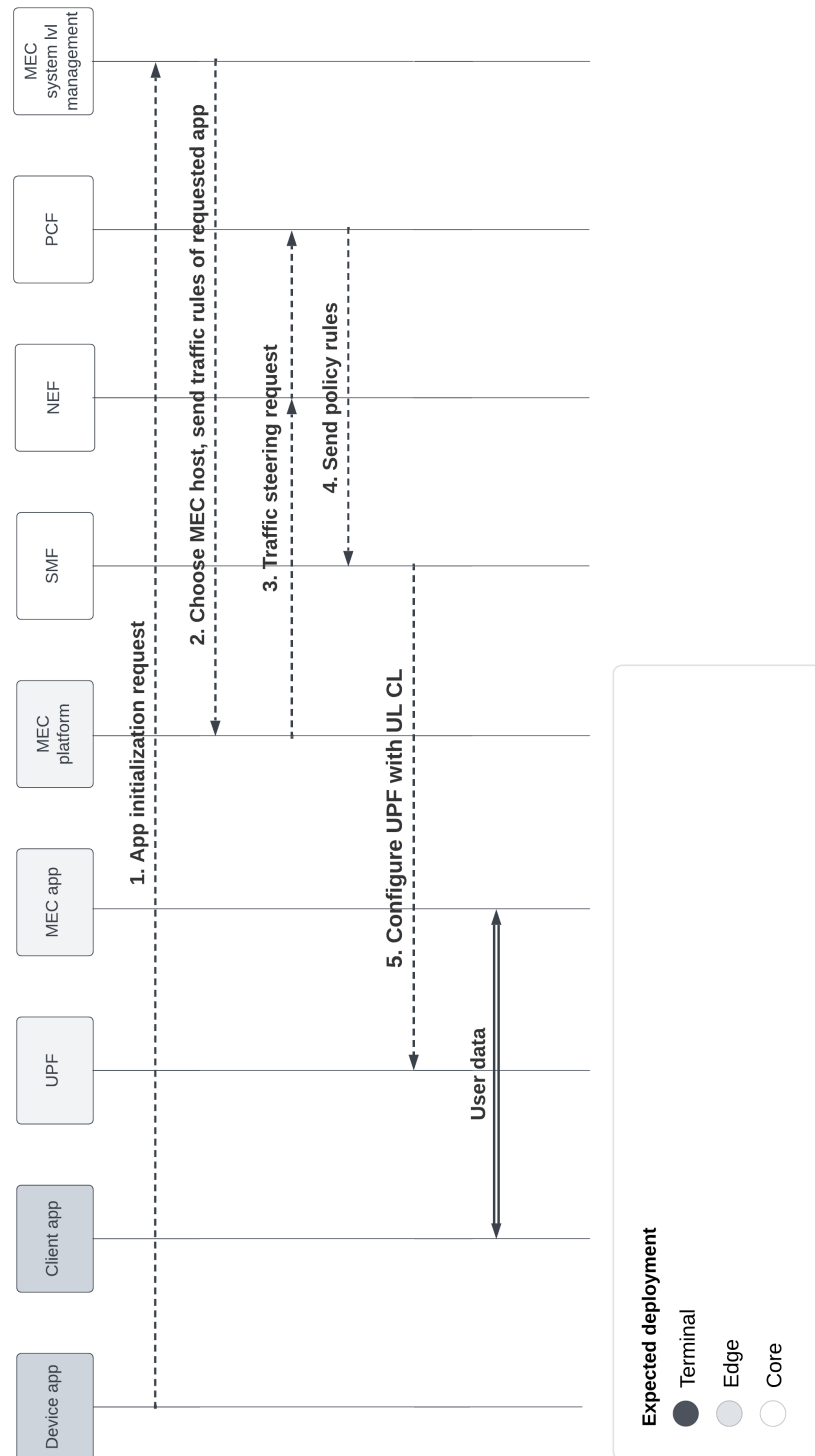 Device app
Client app
UPF
MEC app
MEC
platform
SMF
NEF
PCF
MEC
system lvl
management
1. App initialization request
2. Choose MEC host, send traffic rules of requested app
3. Traffic steering request
4. Send policy rules
5. Configure UPF with UL CL
User data
Expected deployment
Terminal
Edge
Core